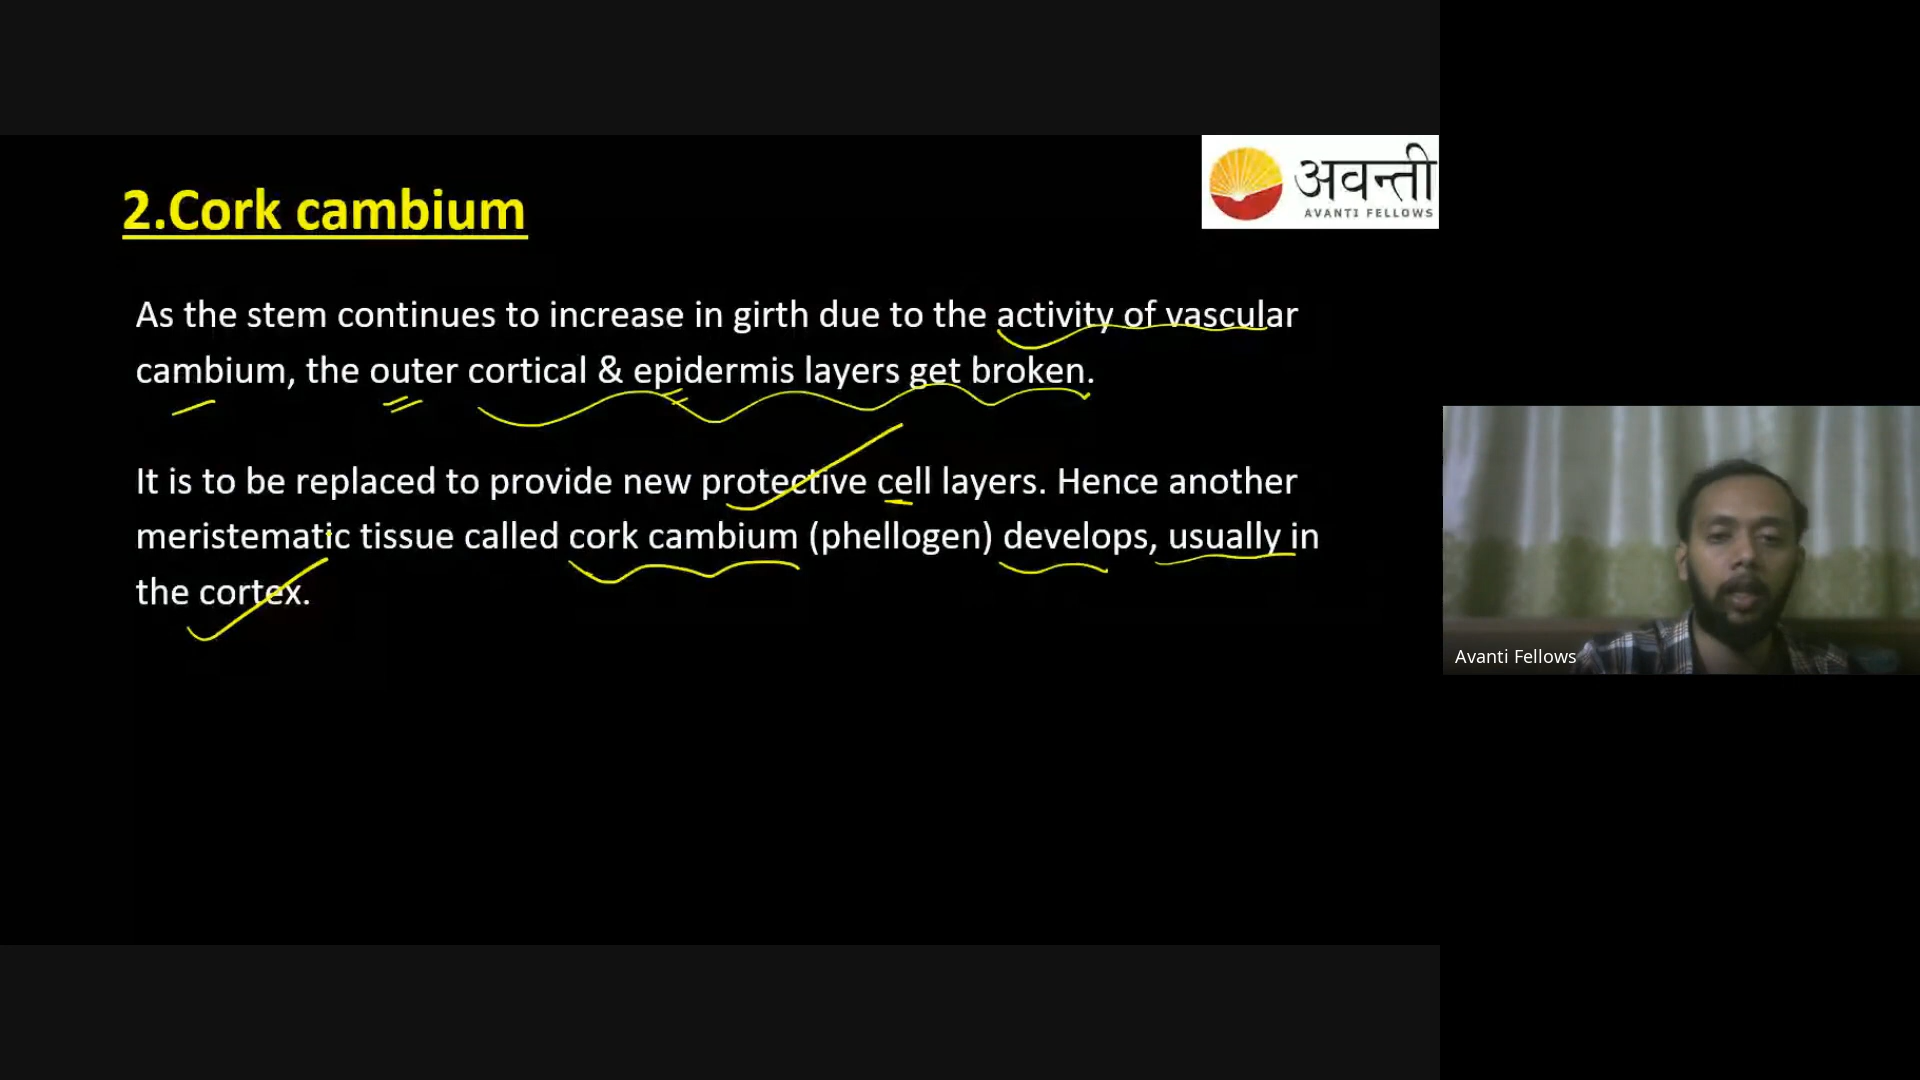 अवन्ती
AVANTI FELLOWS
2.Cork cambium
As the stem continues to increase in girth due to the activity of vascular
cambium, the outer cortical & epidermis layers get broken.
It is to be replaced to provide new protective cell layers. Hence another
meristematic tissue called cork cambium (phellogen) develops, usually in
the cortex.
Avanti Fellows